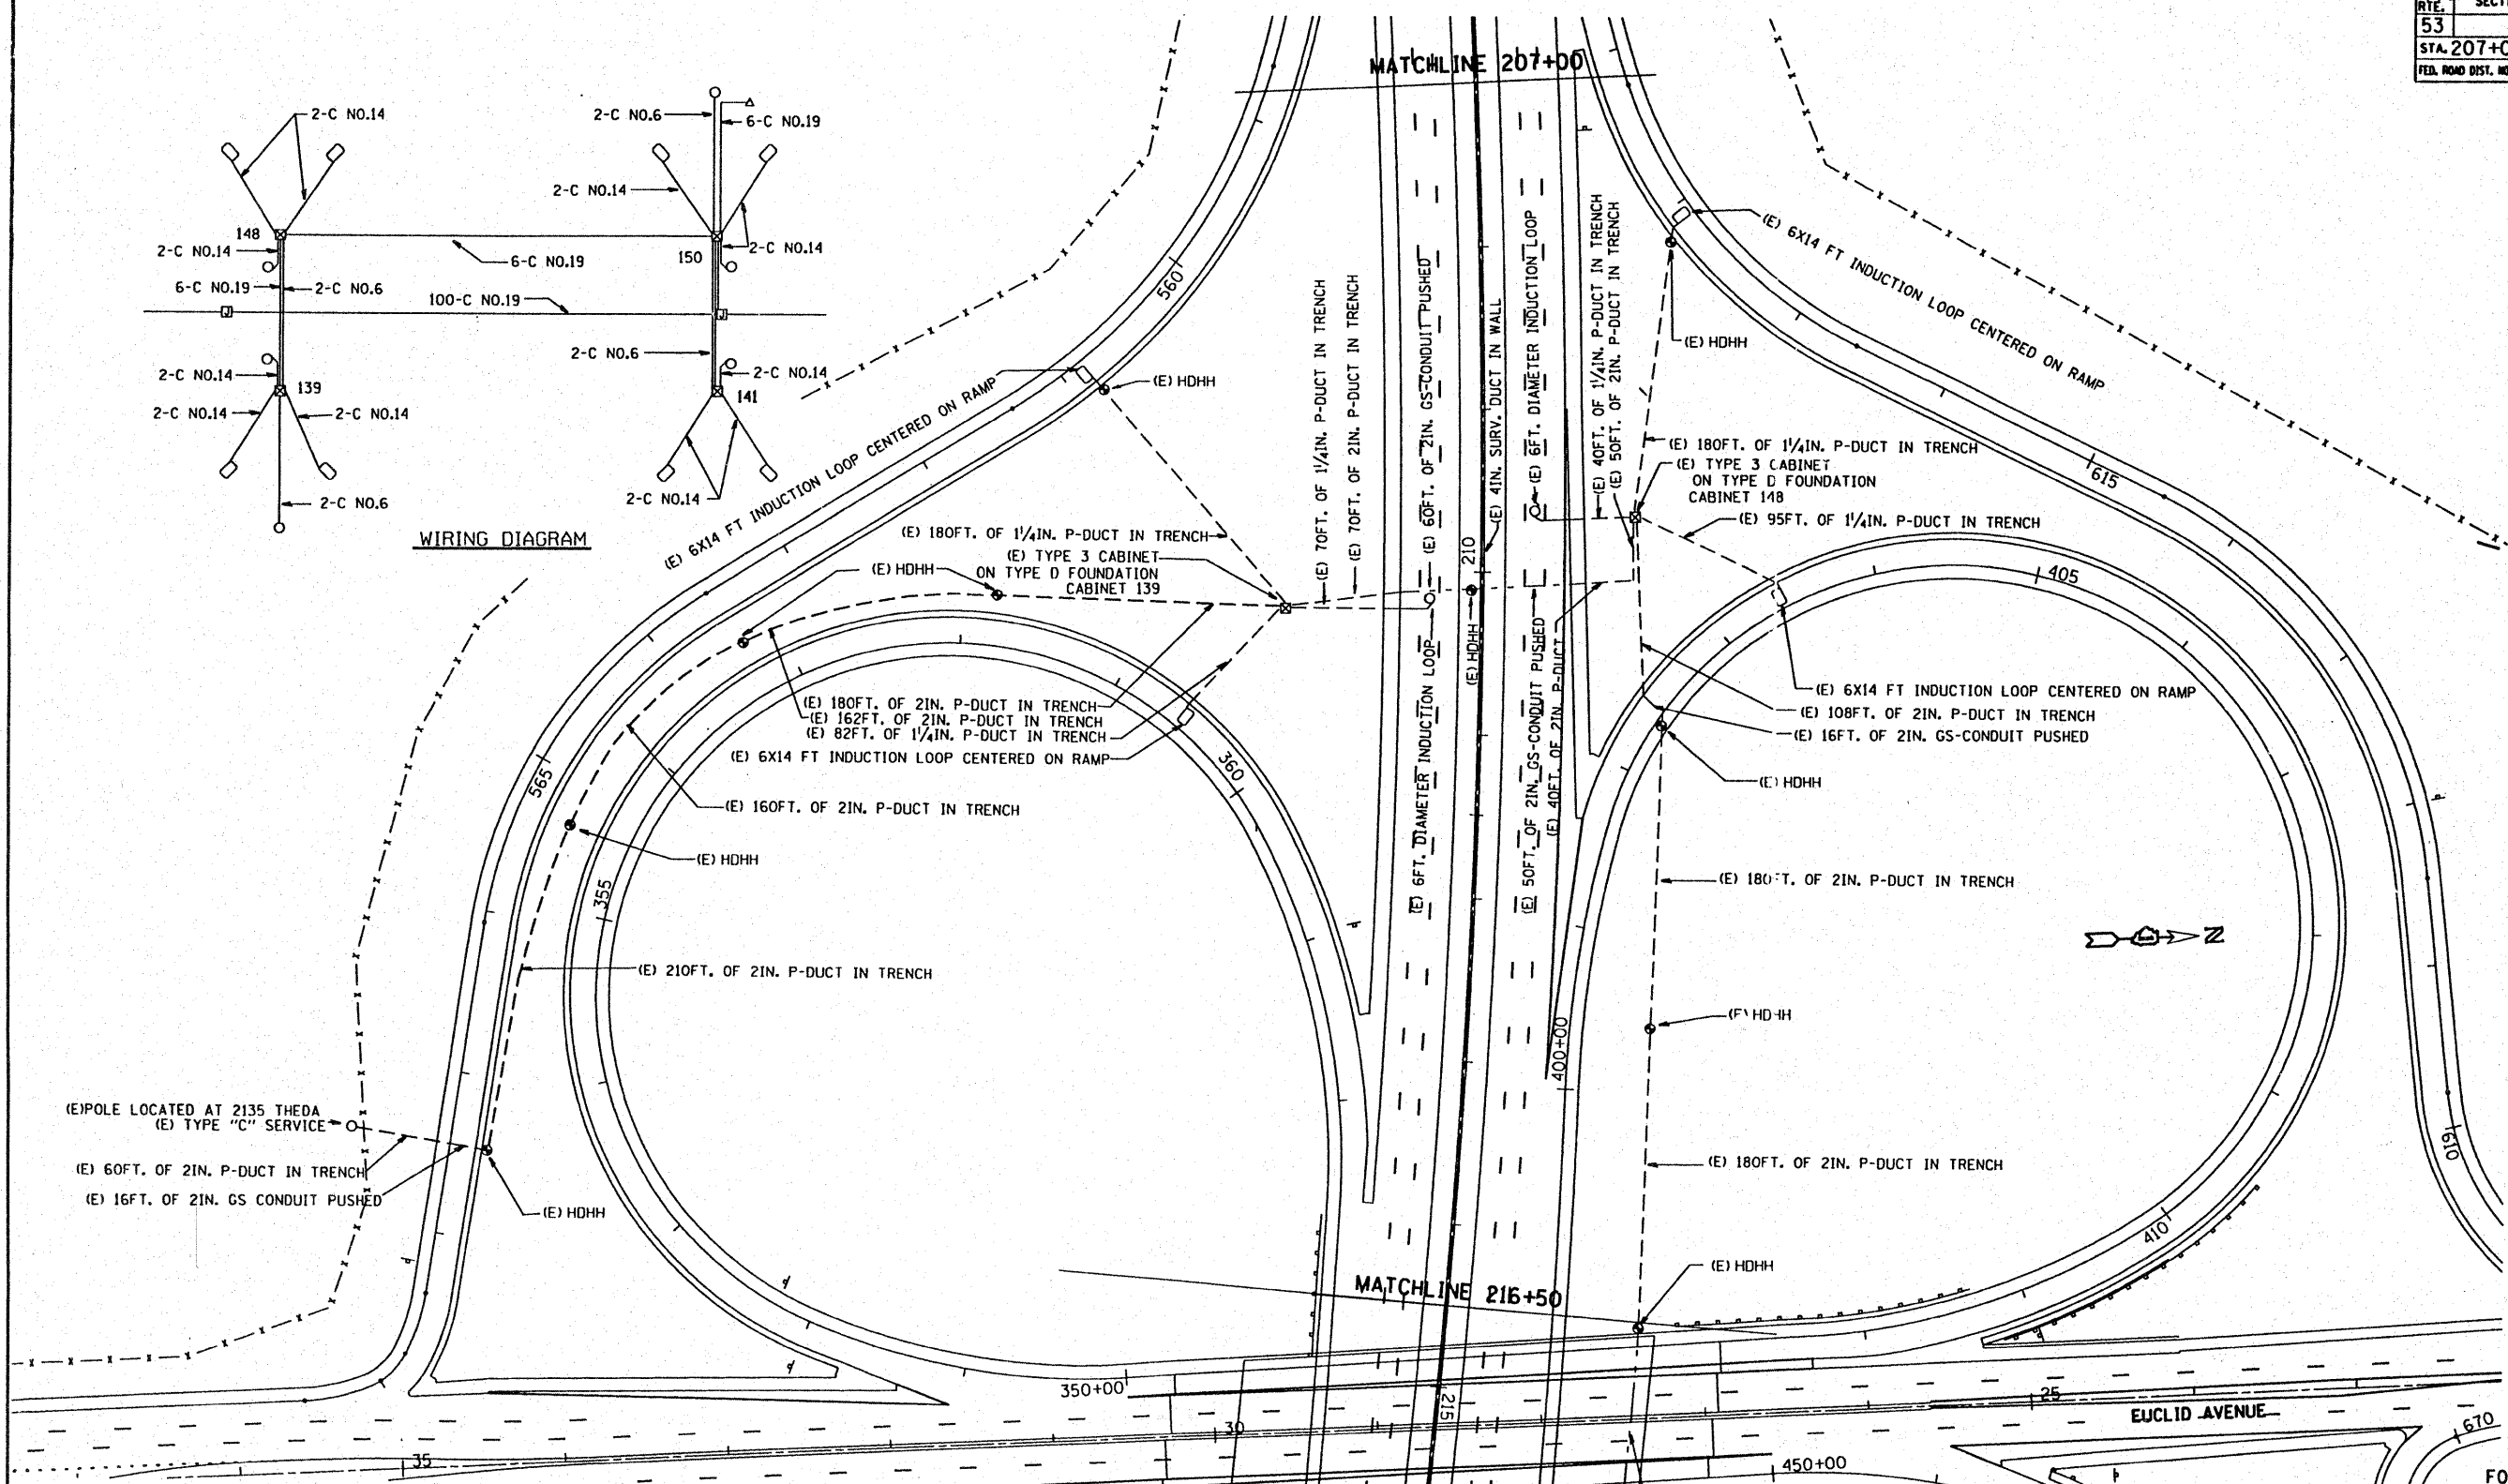 RTE.
53
STA. 207+0
FED. ROAD DIST. NO
MATCHLINE 207+00
2-C NO.14
2-C NO.6
6-C NO.19
2-C NO.14
148
2-C NO.14
6-C NO.19
150
2-C NO.14
6-C NO.19
2-C NO.6
100-C NO.19
2-C NO.6
2-C NO.14
139
2-C NO.14
2-C NO.14
2-C NO.14
141
2-C NO.14
2-C NO.6
WIRING DIAGRAM
560
(E) HDHH
(E) 6X14 FT INDUCTION LOOP CENTERED ON RAMP
(E) 180FT. OF 1¼IN. P-DUCT IN TRENCH
(E) TYPE 3 CABINET
ON TYPE D FOUNDATION
CABINET 139
(E) HDHH
(E) 70FT. OF 1¼IN. P-DUCT IN TRENCH
(E) 70FT. OF 2IN. P-DUCT IN TRENCH
(E) 60FT. OF 2IN. GS-CONDUIT PUSHED
210
(E) 4IN. SURV. DUCT IN WALL
(E) 6FT. DIAMETER INDUCTION LOOP
(E) 40FT. OF 1¼IN. P-DUCT IN TRENCH
(E) 50FT. OF 2IN. P-DUCT IN TRENCH
(E) 6X14 FT INDUCTION LOOP CENTERED ON RAMP
(E) HDHH
(E) 180FT. OF 1¼IN. P-DUCT IN TRENCH
(E) TYPE 3 CABINET
ON TYPE D FOUNDATION
CABINET 148
(E) 95FT. OF 1¼IN. P-DUCT IN TRENCH
615
405
(E) 180FT. OF 2IN. P-DUCT IN TRENCH
(E) 162FT. OF 2IN. P-DUCT IN TRENCH
(E) 82FT. OF 1¼IN. P-DUCT IN TRENCH
(E) 6X14 FT INDUCTION LOOP CENTERED ON RAMP
360
(E) 6FT. DIAMETER INDUCTION LOOP
(E) HDHH
(E) 50FT. OF 2IN. GS-CONDUIT PUSHED
(E) 40FT. OF 2IN. P-DUCT
(E) 6X14 FT INDUCTION LOOP CENTERED ON RAMP
(E) 108FT. OF 2IN. P-DUCT IN TRENCH
(E) 16FT. OF 2IN. GS-CONDUIT PUSHED
(E) HDHH
565
(E) 160FT. OF 2IN. P-DUCT IN TRENCH
(E) HDHH
355
(E) 180FT. OF 2IN. P-DUCT IN TRENCH
N
(E) 210FT. OF 2IN. P-DUCT IN TRENCH
(E) HDHH
400+00
(E)POLE LOCATED AT 2135 THEDA
(E) TYPE "C" SERVICE
(E) 60FT. OF 2IN. P-DUCT IN TRENCH
(E) 16FT. OF 2IN. GS CONDUIT PUSHED
(E) HDHH
(E) 180FT. OF 2IN. P-DUCT IN TRENCH
610
410
(E) HDHH
MATCHLINE 216+50
350+00
215
25
EUCLID AVENUE
30
35
670
450+00
FO